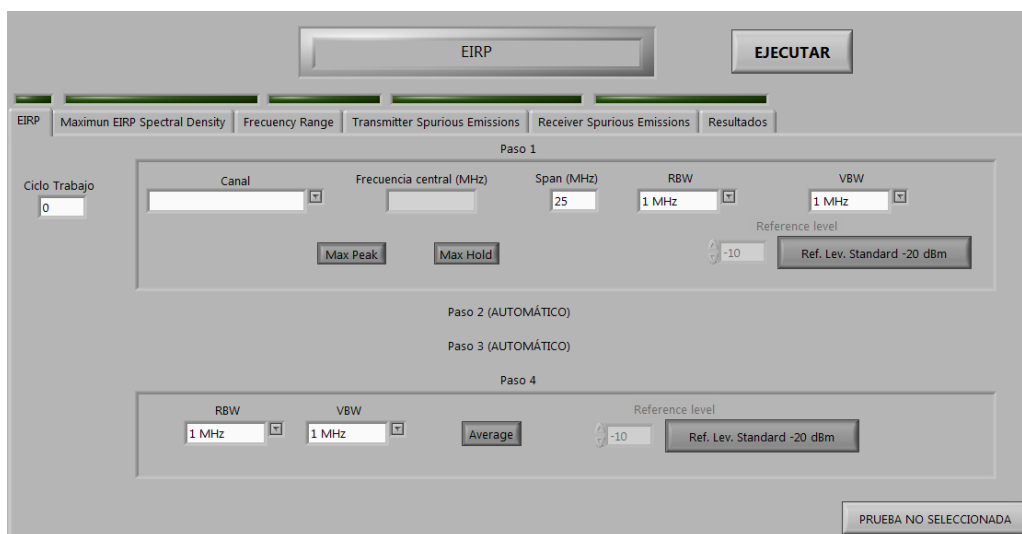 EIRP
EJECUTAR
EIRP Maximun EIRP Spectral Density Frecuency Range Transmitter Spurious Emissions Receiver Spurious Emissions Resultados
Paso 1
Ciclo Trabajo Canal Frecuencia central (MHz) Span (MHz) RBW VBW
0 25 1 MHz 1 MHz
Reference level
Max Peak Max Hold -10 Ref. Lev. Standard -20 dBm
Paso 2 (AUTOMÁTICO)
Paso 3 (AUTOMÁTICO)
Paso 4
RBW VBW Reference level
1 MHz 1 MHz Average -10 Ref. Lev. Standard -20 dBm
PRUEBA NO SELECCIONADA